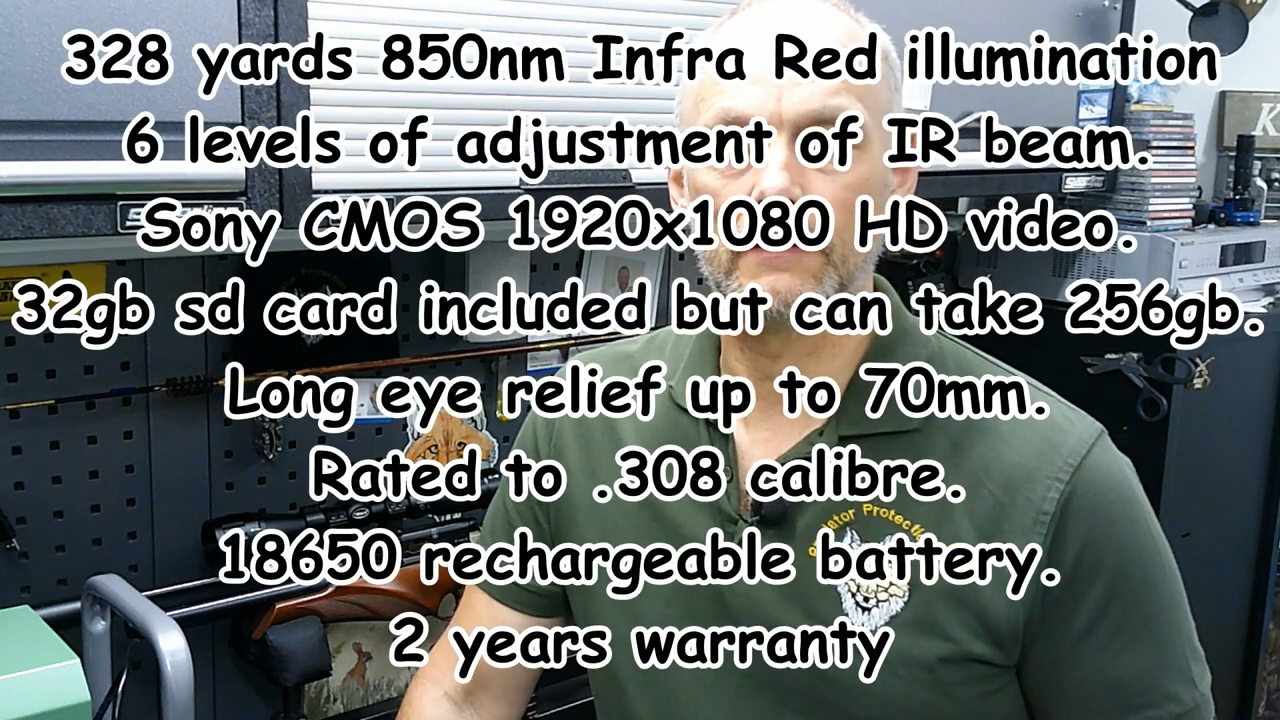 328 yards 850nm Infra Red illumination
6 levels of adjustment of IR beam.
Sony CMOS 1920x1080 HD video.
32gb sd card included but can take 256gb.
Long eye relief up to 70mm.
Rated to .308 calibre.
18650 rechargeable battery.
2 years warranty